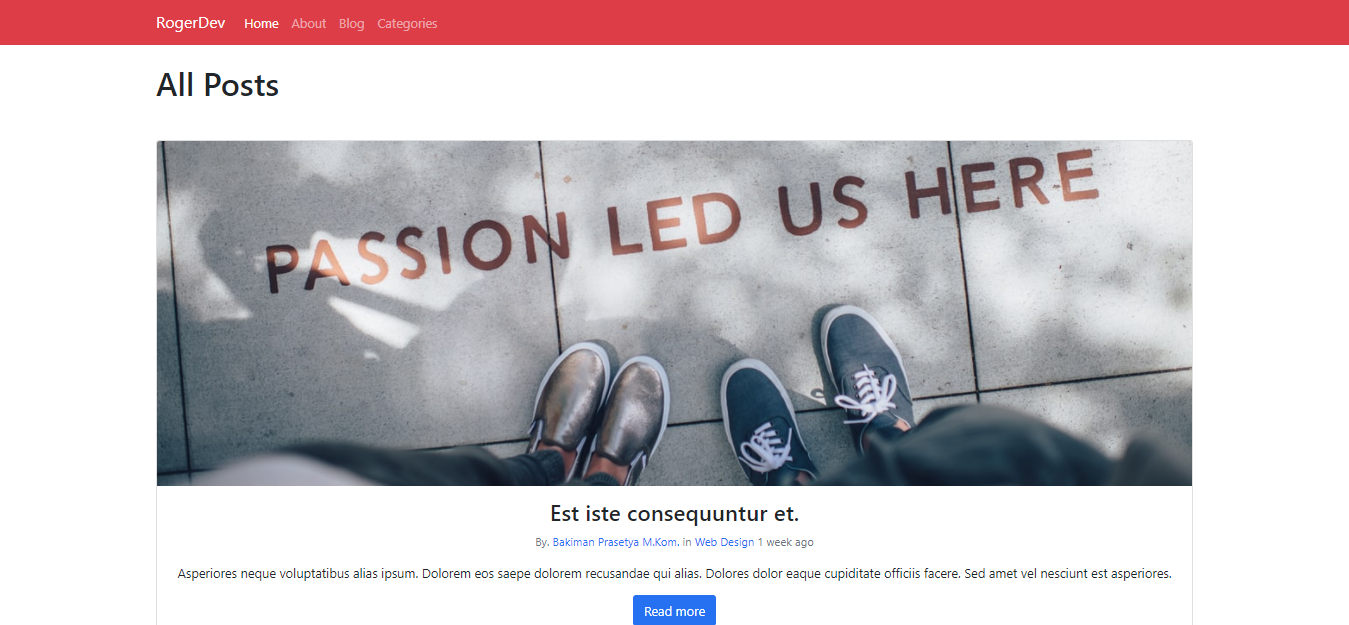 RogerDev Home About Blog Categories
All Posts
PASSION LED US HERE
Est iste consequuntur et.
By. Bakiman Prasetya M.Kom. in Web Design 1 week ago
Asperiores neque voluptatibus alias ipsum. Dolorem eos saepe dolorem recusandae qui alias. Dolores dolor eaque cupiditate officiis facere. Sed amet vel nesciunt est asperiores.
Read more